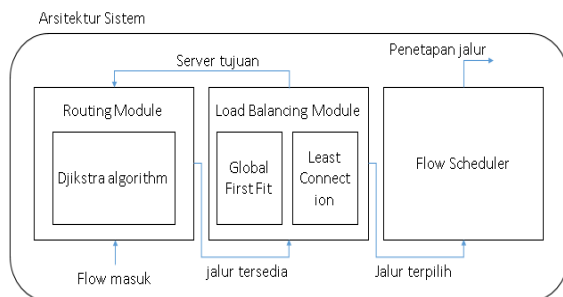 Arsitektur Sistem
Penetapan jalur
Server tujuan
Routing Module
Load Balancing Module
Djikstra algorithm
Global
First Fit
Least
Connect
ion
Flow Scheduler
Flow masuk
jalur tersedia
Jalur terpilih